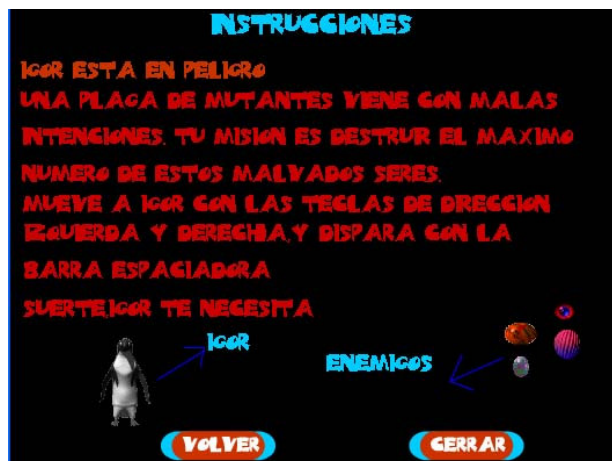 INSTRUCCIONES
IGOR ESTA EN PELIGRO
UNA PLAGA DE MUTANTES VIENE CON MALAS
INTENCIONES. TU MISION ES DESTRUR EL MAXIMO
NUMERO DE ESTOS MALVADOS SERES.
MUEVE A IGOR CON LAS TECLAS DE DRECCION
IZQUIERDA Y DERECHA,Y DISPARA CON LA
BARRA ESPACIADORA
SUERTE,IGOR TE NECESITA
IGOR
ENEMIGOS
VOLVER
CERRAR